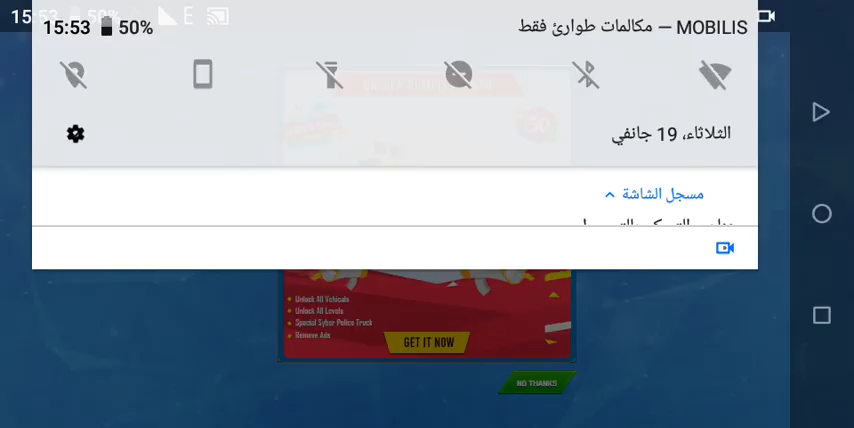 15:53 50%
MOBILIS — مكالمات طوارئ فقط
الثلاثاء، 19 جانفي
مسجل الشاشة
Unlock All Vehicals
Unlock All Levels
Special Syber Police Truck
Remove Ads
GET IT NOW
NO THANKS